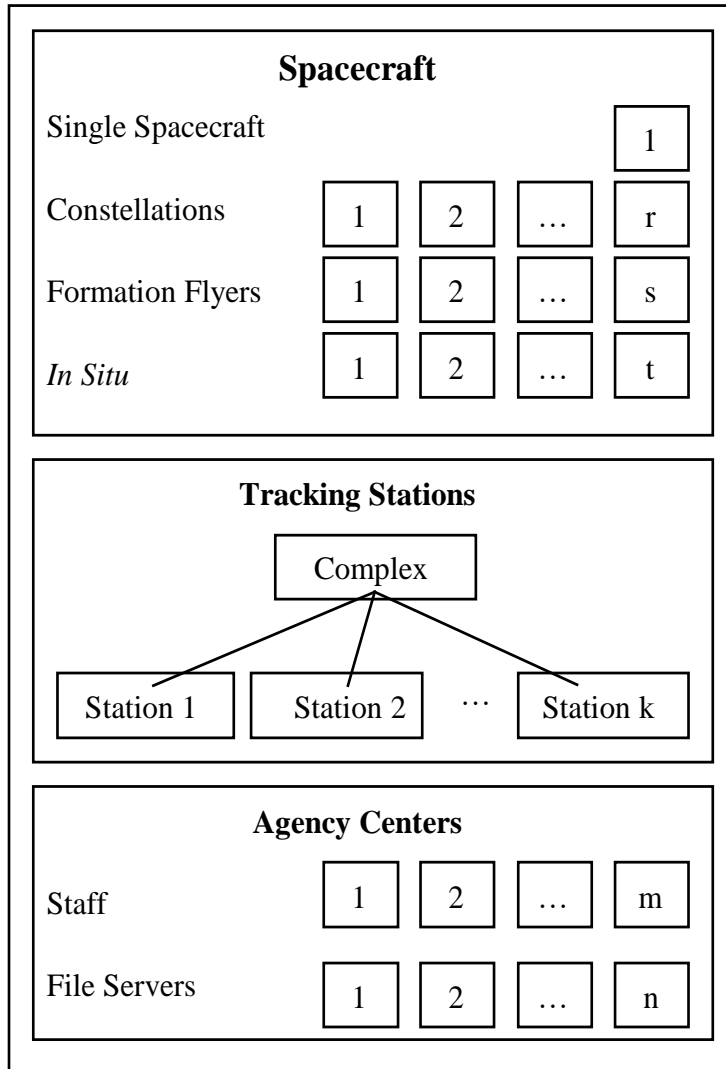 Spacecraft
Single Spacecraft 1
Constellations 1 2 … r
Formation Flyers 1 2 … s
In Situ 1 2 … t
Tracking Stations
Complex
Station 1 Station 2 … Station k
Agency Centers
Staff 1 2 … m
File Servers 1 2 … n